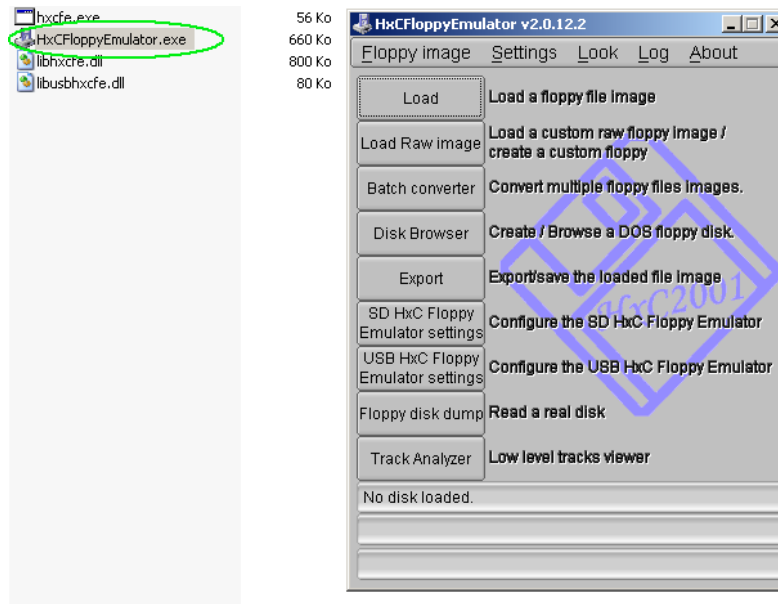 hxcfe.exe 56 Ko
HxCFloppyEmulator.exe 660 Ko
libhxcfe.dll 800 Ko
libusbhxcfe.dll 80 Ko
HxCFloppyEmulator v2.0.12.2
Floppy image Settings Look Log About
Load Load a floppy file image
Load Raw image Load a custom raw floppy image /
create a custom floppy
Batch converter Convert multiple floppy files images.
Disk Browser Create / Browse a DOS floppy disk.
Export Export/save the loaded file image
HxC2001
SD HxC Floppy
Emulator settings Configure the SD HxC Floppy Emulator
USB HxC Floppy
Emulator settings Configure the USB HxC Floppy Emulator
Floppy disk dump Read a real disk
Track Analyzer Low level tracks viewer
No disk loaded.